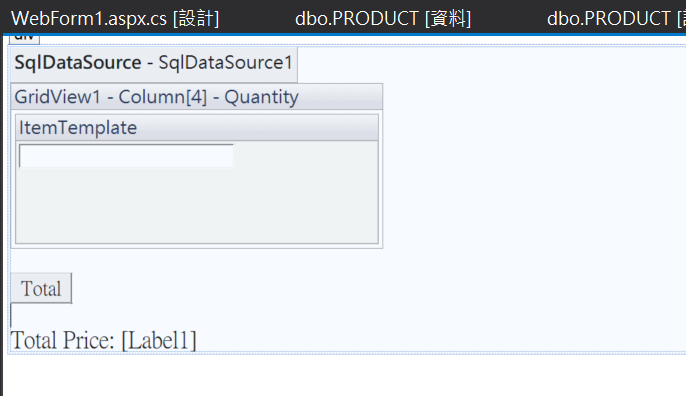 WebForm1.aspx.cs [設計] dbo.PRODUCT [資料] dbo.PRODUCT [
div
SqlDataSource - SqlDataSource1
GridView1 - Column[4] - Quantity
ItemTemplate
Total
Total Price: [Label1]